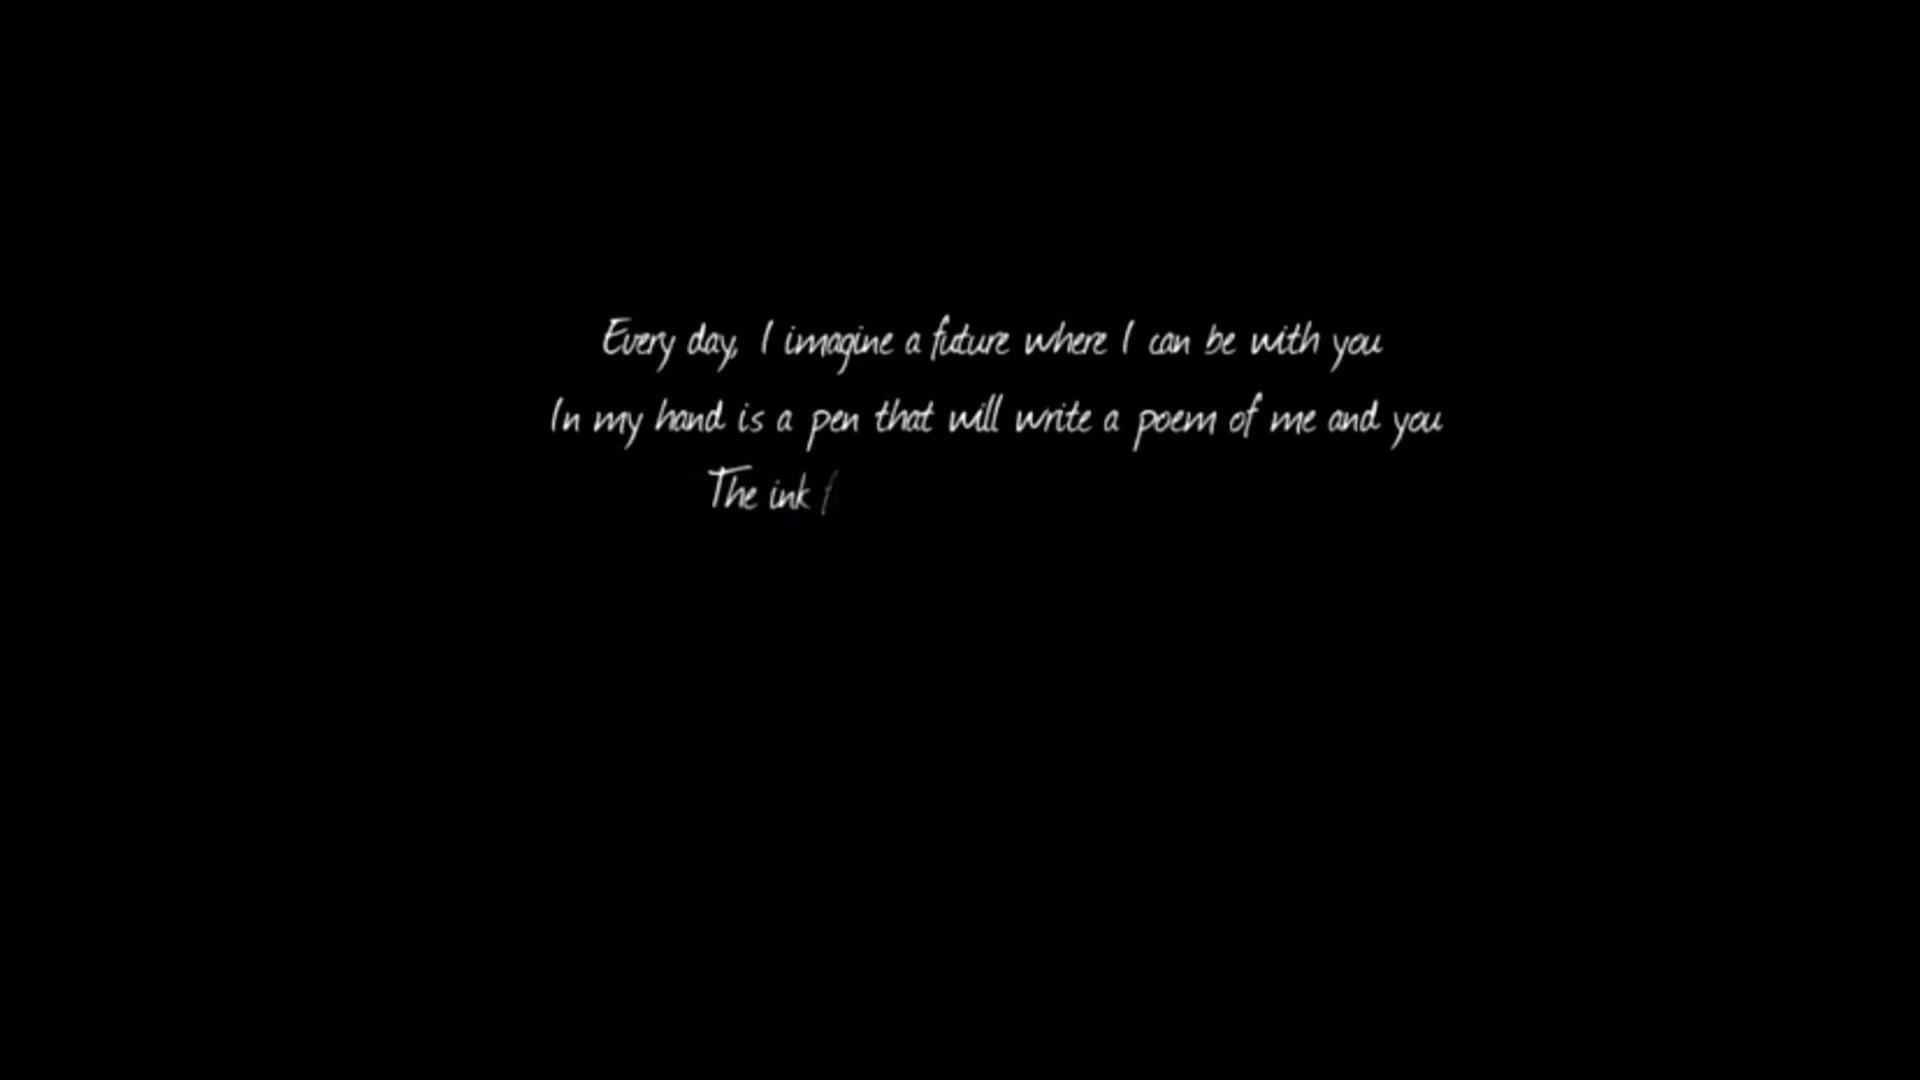 Every day, I imagine a future where I can be with you
In my hand is a pen that will write a poem of me and you
The ink